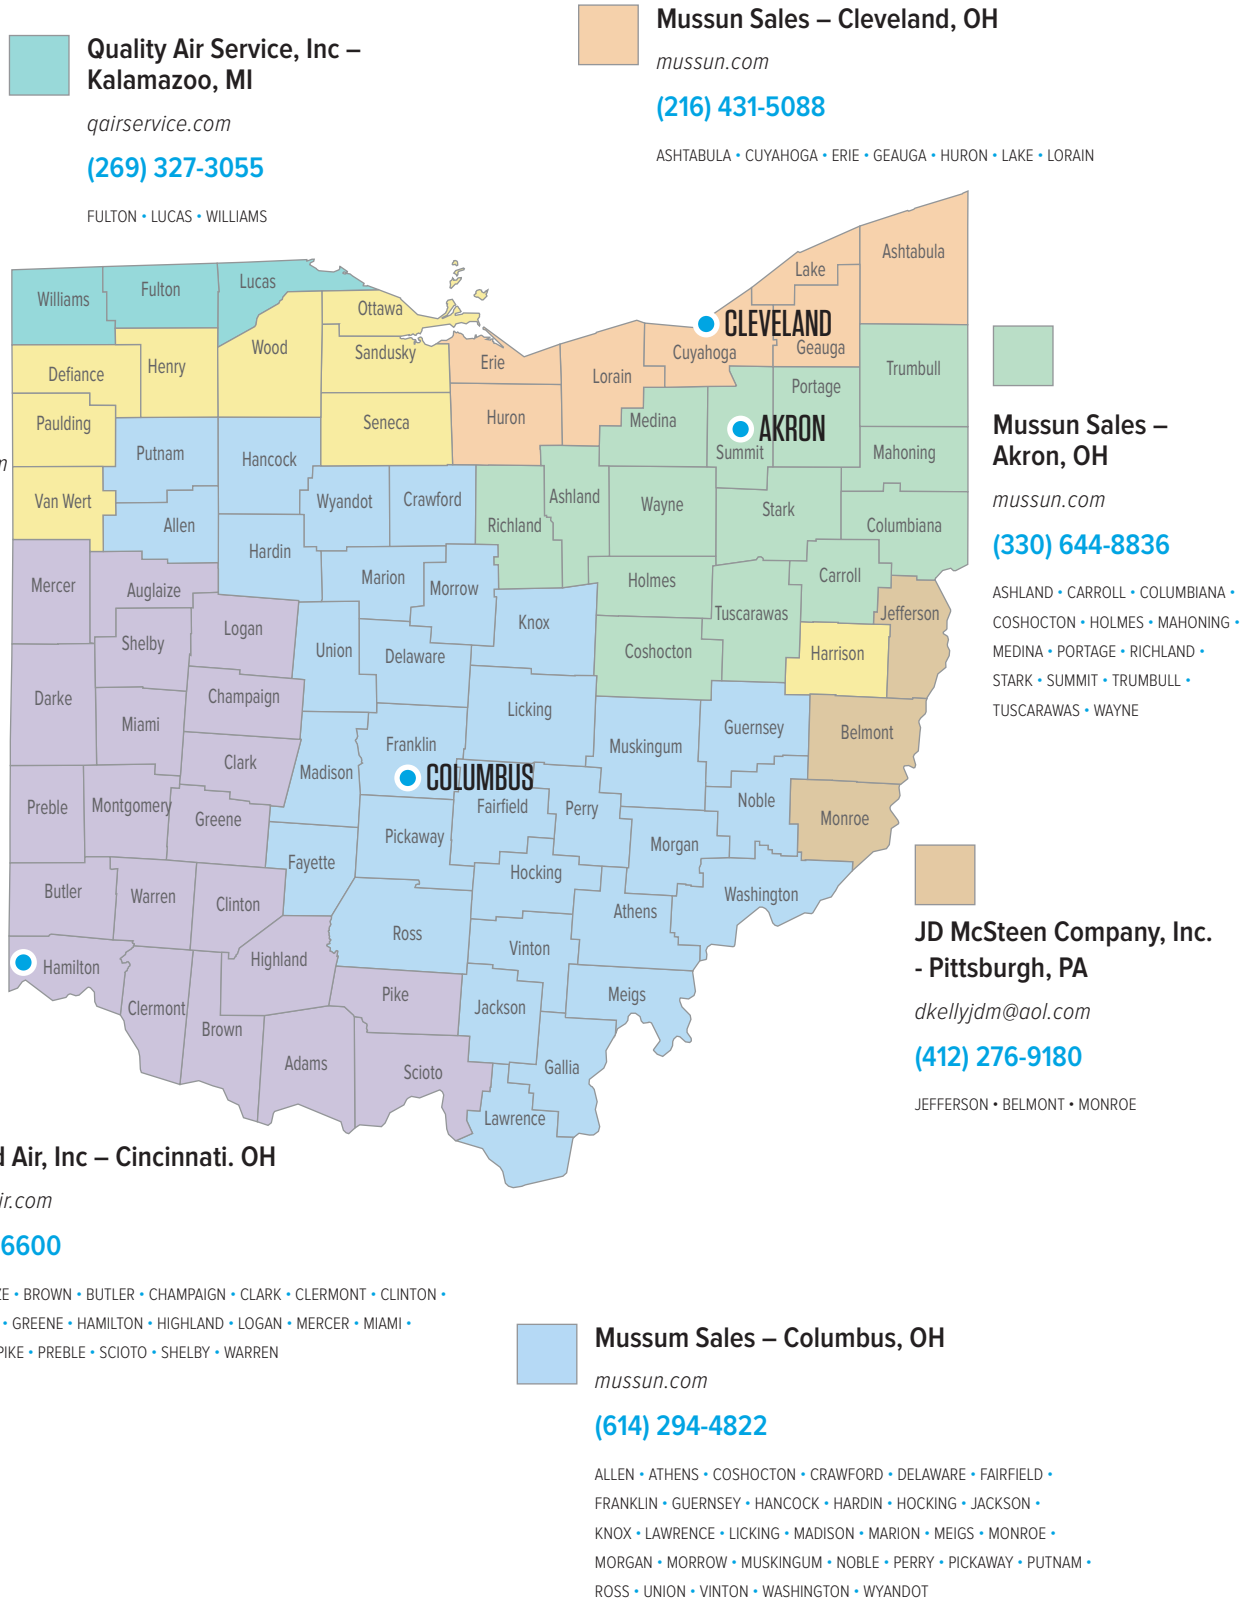 Quality Air Service, Inc –
Kalamazoo, MI
qairservice.com
(269) 327-3055
FULTON • LUCAS • WILLIAMS
Mussun Sales – Cleveland, OH
mussun.com
(216) 431-5088
ASHTABULA • CUYAHOGA • ERIE • GEAUGA • HURON • LAKE • LORAIN
Williams
Fulton
Lucas
Ottawa
Lake
Ashtabula
CLEVELAND
Cuyahoga
Geauga
Defiance
Henry
Wood
Sandusky
Erie
Lorain
Trumbull
Portage
Paulding
Seneca
Huron
Medina
AKRON
Summit
Mahoning
Putnam
Hancock
Van Wert
Allen
Wyandot
Crawford
Richland
Ashland
Wayne
Stark
Columbiana
Hardin
Marion
Morrow
Holmes
Carroll
Mercer
Auglaize
Tuscarawas
Jefferson
Logan
Knox
Shelby
Union
Delaware
Coshocton
Harrison
Darke
Champaign
Miami
Licking
Guernsey
Belmont
Franklin
Muskingum
Clark
Madison
COLUMBUS
Preble
Montgomery
Greene
Fairfield
Perry
Noble
Monroe
Pickaway
Morgan
Fayette
Hocking
Butler
Warren
Clinton
Washington
Athens
Ross
Vinton
Hamilton
Highland
Pike
Meigs
Clermont
Jackson
Brown
Adams
Scioto
Gallia
Lawrence
Mussun Sales –
Akron, OH
mussun.com
(330) 644-8836
ASHLAND • CARROLL • COLUMBIANA •
COSHOCTON • HOLMES • MAHONING •
MEDINA • PORTAGE • RICHLAND •
STARK • SUMMIT • TRUMBULL •
TUSCARAWAS • WAYNE
JD McSteen Company, Inc.
- Pittsburgh, PA
dkellyjdm@aol.com
(412) 276-9180
JEFFERSON • BELMONT • MONROE
Air, Inc – Cincinnati. OH
ir.com
6600
ZE • BROWN • BUTLER • CHAMPAIGN • CLARK • CLERMONT • CLINTON •
• GREENE • HAMILTON • HIGHLAND • LOGAN • MERCER • MIAMI •
PIKE • PREBLE • SCIOTO • SHELBY • WARREN
Mussum Sales – Columbus, OH
mussun.com
(614) 294-4822
ALLEN • ATHENS • COSHOCTON • CRAWFORD • DELAWARE • FAIRFIELD •
FRANKLIN • GUERNSEY • HANCOCK • HARDIN • HOCKING • JACKSON •
KNOX • LAWRENCE • LICKING • MADISON • MARION • MEIGS • MONROE •
MORGAN • MORROW • MUSKINGUM • NOBLE • PERRY • PICKAWAY • PUTNAM •
ROSS • UNION • VINTON • WASHINGTON • WYANDOT